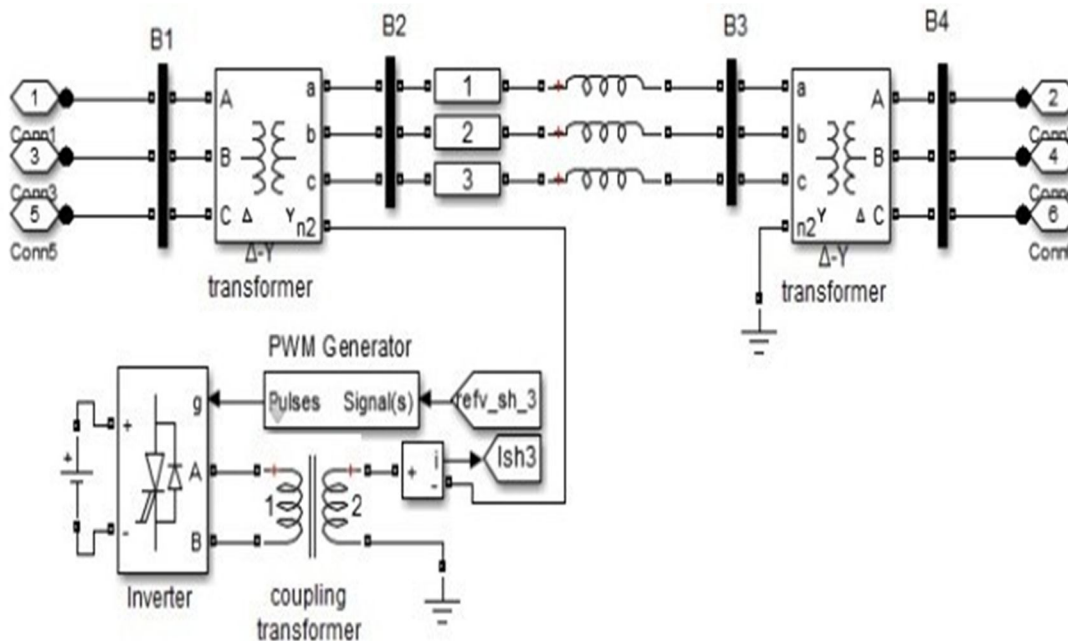 B1
B2
B3
B4
1
Conn1
3
Conn3
5
Conn5
A
B
C
Δ
Y
a
b
c
n2
Δ-Y
transformer
1
2
3
a
b
c
n2
Y
Δ
A
B
C
Δ-Y
transformer
2
4
6
PWM Generator
Pulses
Signal(s)
refv_sh_3
Ish3
g
+
-
A
B
Inverter
+
1
2
coupling
transformer
+
i
-